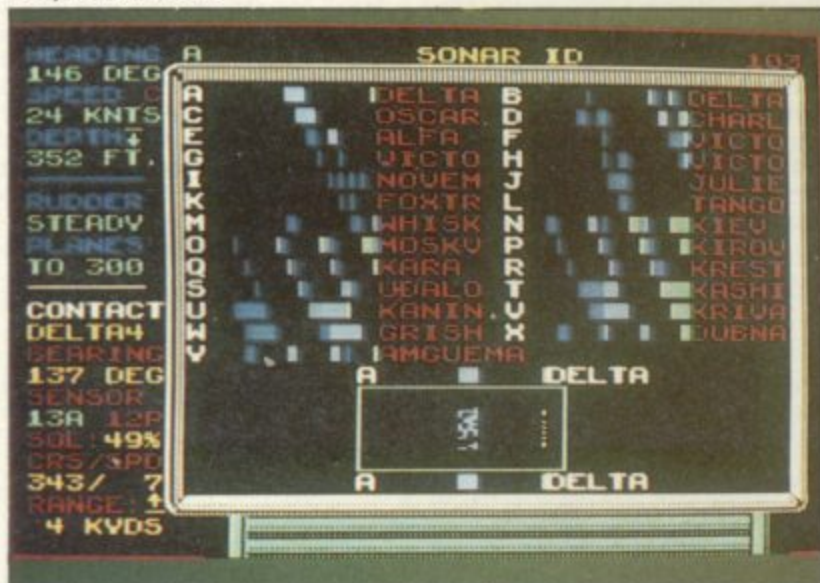 HEADING A SONAR ID 103
146 DEG
SPEED C
24 KNTS
DEPTH
352 FT.
RUDDER
STEADY
PLANES
TO 300
CONTACT
DELTA4
BEARING
137 DEG
SENSOR
13A 12P
SOL: 49%
CRS/SPD
343/ 7
RANGE
4 KYDS
A DELTA B DELTA
C OSCAR D CHARL
E ALFA F VICTO
G VICTO H VICTO
I NOVEM J JULIE
K FOXTR L TANGO
M WHISK N KIEV
O MOSKV P KIROV
Q KARA R KREST
S UDALO T KASHI
U KANIN V KRIVA
W GRISH X DUBNA
Y AMGUEMA
A DELTA
A DELTA